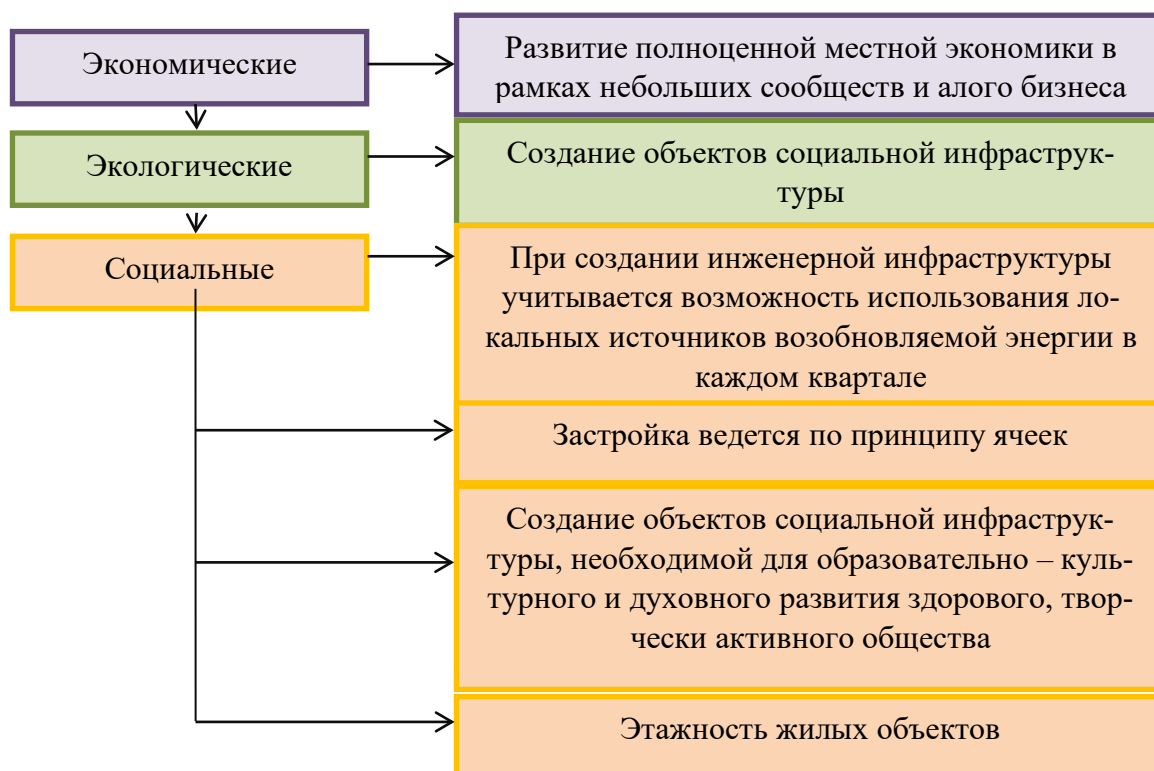 Экономические
Развитие полноценной местной экономики в
рамках небольших сообществ и алого бизнеса
Экологические
Создание объектов социальной инфраструк-
туры
Социальные
При создании инженерной инфраструктуры
учитывается возможность использования ло-
кальных источников возобновляемой энергии в
каждом квартале
Застройка ведется по принципу ячеек
Создание объектов социальной инфраструк-
туры, необходимой для образовательно – куль-
турного и духовного развития здорового, твор-
чески активного общества
Этажность жилых объектов